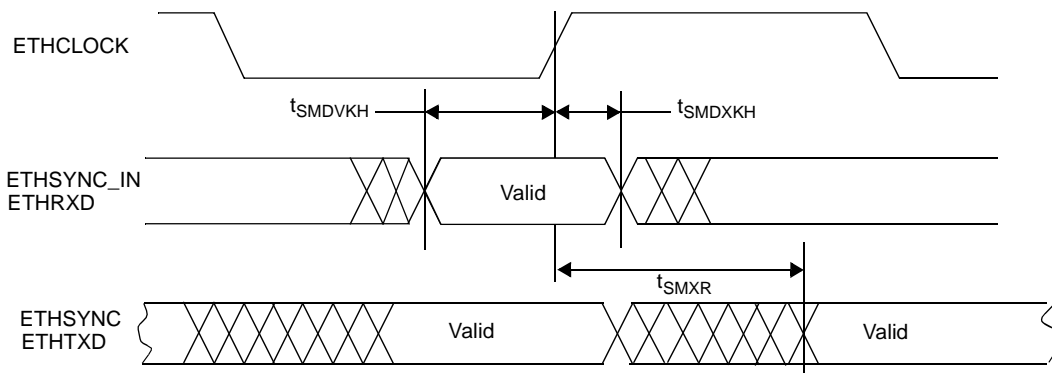 ETHCLOCK
tSMDVKH
tSMDXKH
ETHSYNC_IN
ETHRXD
Valid
tSMXR
ETHSYNC
ETHTXD
Valid
Valid